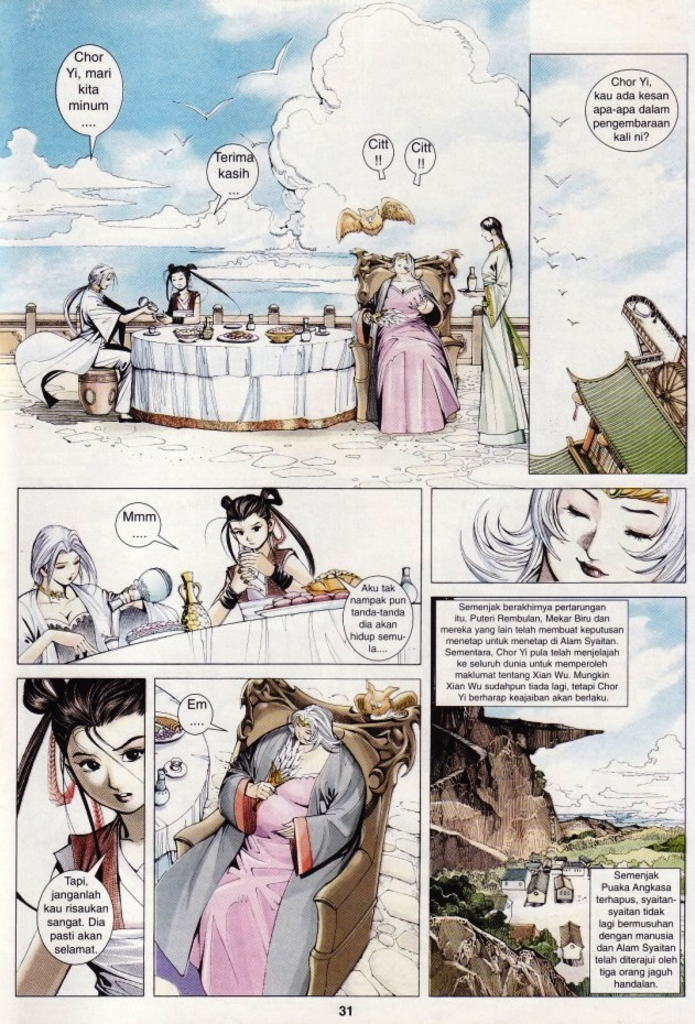 Chor
Yi, mari
kita
minum
....
Terima
kasih
...
Citt
!!
Citt
!!
Chor Yi,
kau ada kesan
apa-apa dalam
pengembaraan
kali ni?
Mmm
....
Aku tak
nampak pun
tanda-tanda
dia akan
hidup semu-
la....
Semenjak berakhirnya pertarungan
itu, Puteri Rembulan, Mekar Biru dan
mereka yang lain telah membuat keputusan
menetap untuk menetap di Alam Syaitan.
Sementara, Chor Yi pula telah menjelajah
ke seluruh dunia untuk memperoleh
maklumat tentang Xian Wu. Mungkin
Xian Wu sudahpun tiada lagi, tetapi Chor
Yi berharap keajaiban akan berlaku.
Tapi,
janganlah
kau risaukan
sangat. Dia
pasti akan
selamat.
Em
....
Semenjak
Puaka Angkasa
terhapus, syaitan-
syaitan tidak
lagi bermusuhan
dengan manusia
dan Alam Syaitan
telah diterajui oleh
tiga orang jaguh
handalan.
31